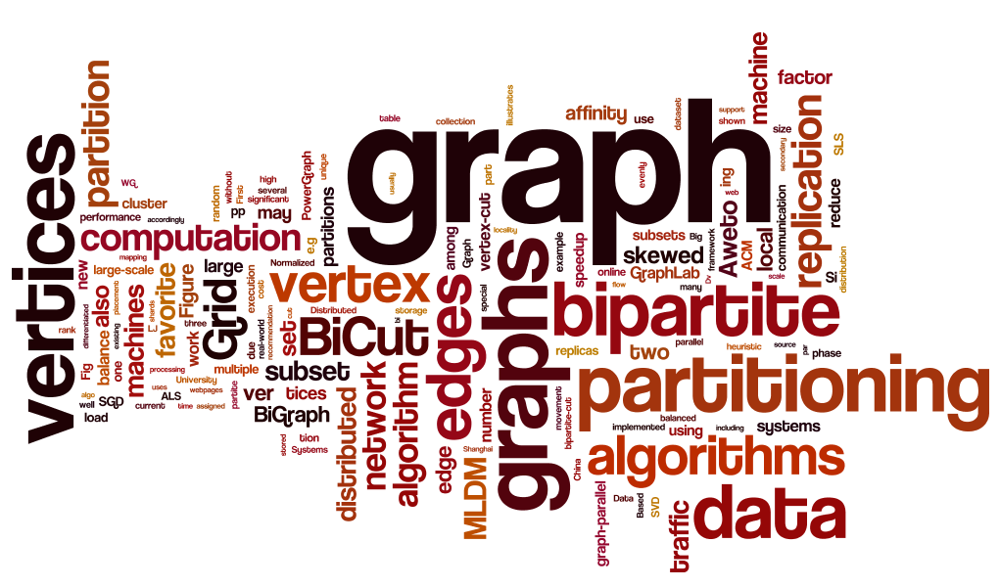 machine
factor
partition
table
collection
illustrates
affinity
use
dataset
support
shown
size
secondary
SLS
graph
replication
WG
cluster
performance
accordingly
random
without
First
high
several
significant
PowerGraph
unique
usually
part
evenly
ing
web
reduce
vertices
computation
pp
may
e.g
partitions
among
Graph
vertex-cut
locality
example
speedup
subsets
Big
skewed
framework
Aweto
ACM
local
communication
SI
distribution
mapping
new
large-scale
favorite
Figure
large
execution
cost
Normalized
vertex
online
GraphLab
flow
many
Dv
scale
placement
also
machines
shards
Grid
real-world
recommendation
set
cut
Distributed
storage
BiCut
bi
edges
special
graphs
bipartite
rank
differentiated
existing
balance
three
work
due
replicas
two
parallel
heuristic
source
par
phase
Fig
one
processing
multiple
subset
partitioning
algo
well
load
SGD
current
uses
ALS
University
webpages
time
assigned
partite
ver
tices
BiGraph
distributed
network
algorithm
edge
number
movement
bipartite-cut
balanced
implemented
using
including
systems
stored
tion
Systems
Shanghai
MLDM
China
algorithms
graph-parallel
Data
Based
SVD
traffic
data